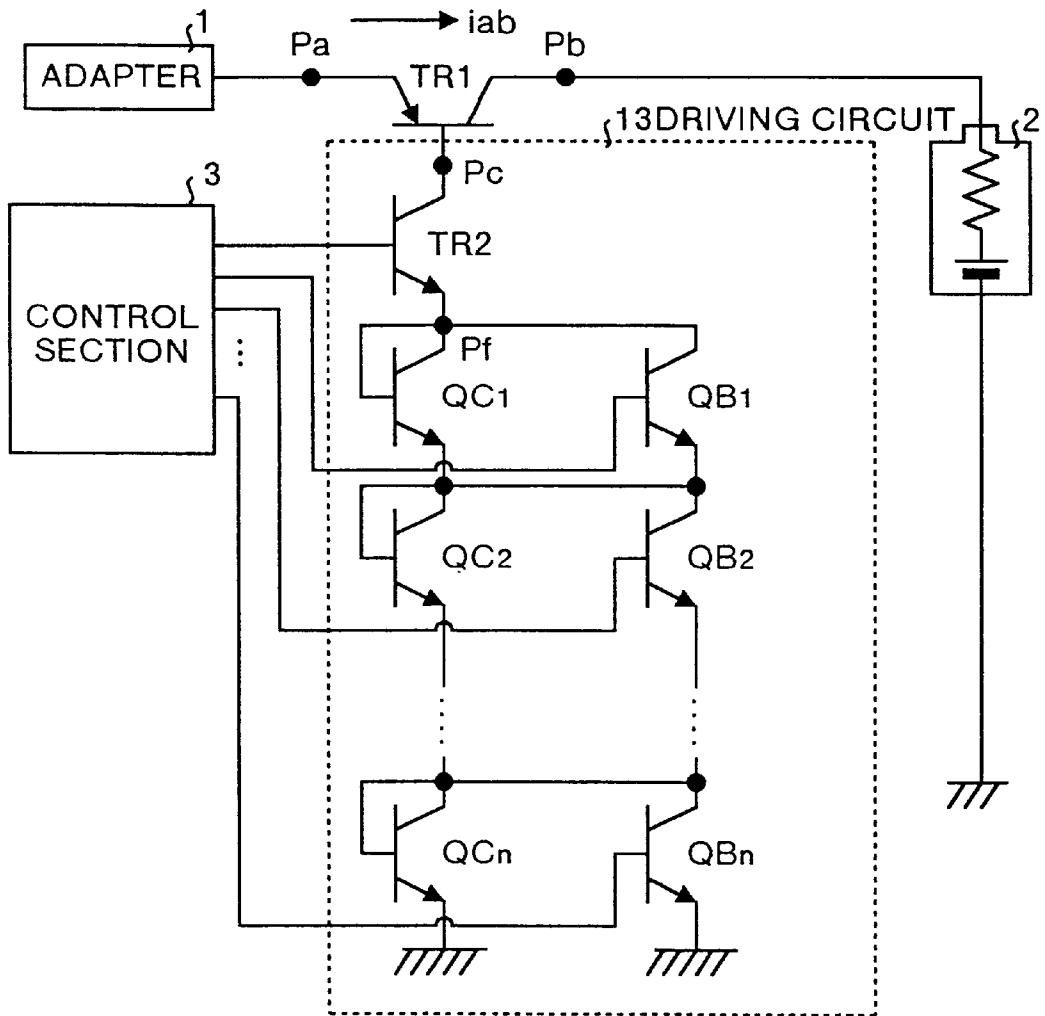 iab
1
Pa
Pb
ADAPTER
TR1
13DRIVING CIRCUIT
2
Pc
3
TR2
CONTROL
SECTION
Pf
QC1
QB1
QC2
QB2
QCn
QBn